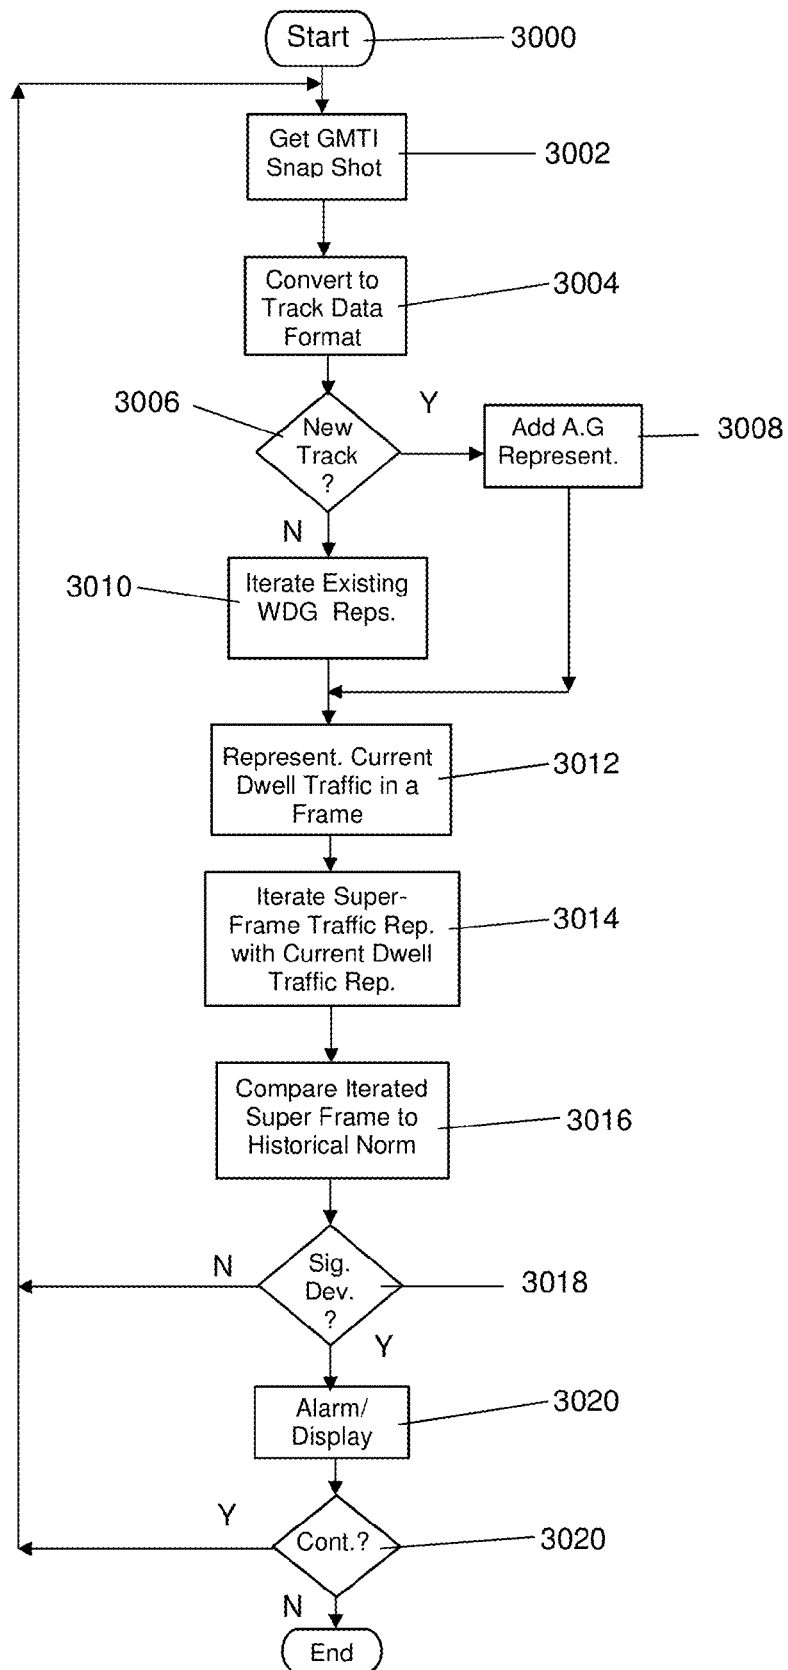 Start
3000
Get GMTI
Snap Shot
3002
Convert to
Track Data
Format
3004
3006
New
Track
?
Y
Add A.G
Represent.
3008
N
3010
Iterate Existing
WDG Reps.
Represent. Current
Dwell Traffic in a
Frame
3012
Iterate Super-
Frame Traffic Rep.
with Current Dwell
Traffic Rep.
3014
Compare Iterated
Super Frame to
Historical Norm
3016
N
Sig.
Dev.
?
3018
Y
Alarm/
Display
3020
Y
Cont.?
3020
N
End